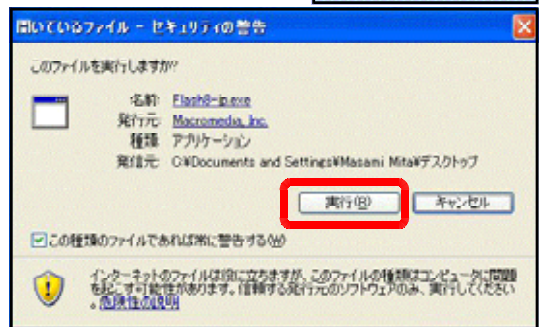 開いているファイル - セキュリティの警告
このファイルを実行しますか?
名前: Flash8-jp.exe
発行元: Macromedia, Inc.
種類: アプリケーション
発信元: C:¥Documents and Settings¥Masami Mita¥デスクトップ
実行(R)
キャンセル
この種類のファイルであれば常に警告する(W)
インターネットのファイルは役に立ちますが、このファイルの種類はコンピュータに問題
を起こす可能性があります。信頼する発行元のソフトウェアのみ、実行してください
。危険性の説明